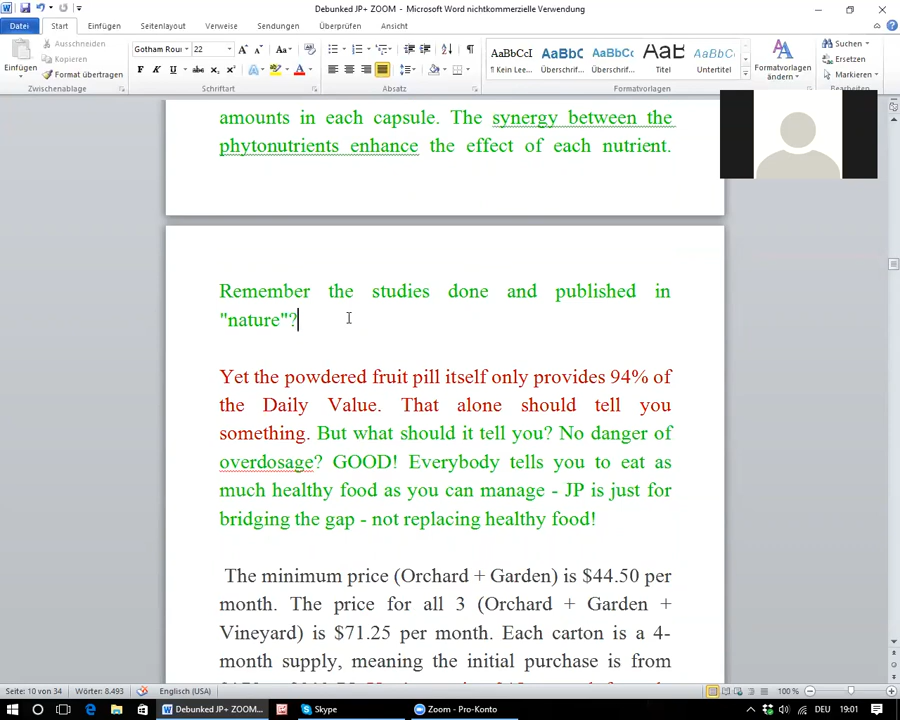 Debunked JP+ ZOOM - Microsoft Word nichtkommerzielle Verwendung
Datei Start Einfügen Seitenlayout Verweise Sendungen Überprüfen Ansicht
Einfügen
Ausschneiden
Kopieren
Format übertragen
Zwischenablage
Gotham Roun 22
Schriftart
Absatz
AaBbCcI AaBbC AaBbCc AaB AaBbCc.
¶ Kein Leer... Überschrif... Überschrif... Titel Untertitel
Formatvorlagen
ändern
Formatvorlagen
Suchen
Ersetzen
Markieren
Bearbeiten
amounts in each capsule. The synergy between the
phytonutrients enhance the effect of each nutrient.
Remember the studies done and published in
"nature"?
Yet the powdered fruit pill itself only provides 94% of
the Daily Value. That alone should tell you
something. But what should it tell you? No danger of
overdosage? GOOD! Everybody tells you to eat as
much healthy food as you can manage - JP is just for
bridging the gap - not replacing healthy food!
The minimum price (Orchard + Garden) is $44.50 per
month. The price for all 3 (Orchard + Garden +
Vineyard) is $71.25 per month. Each carton is a 4-
month supply, meaning the initial purchase is from
Seite: 10 von 34 Wörter: 8.493 Englisch (USA) 100 %
Debunked JP+ ZOO... Skype Zoom - Pro-Konto DEU 19:01